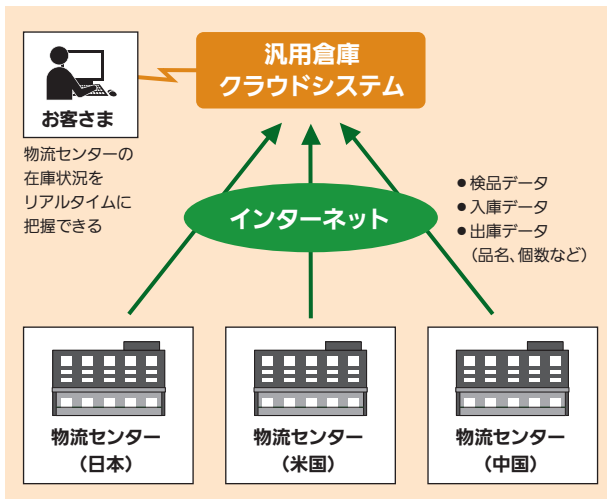 汎用倉庫
クラウドシステム
お客さま
物流センターの
在庫状況を
リアルタイムに
把握できる
インターネット
●検品データ
●入庫データ
●出庫データ
（品名、個数など）
物流センター
（日本）
物流センター
（米国）
物流センター
（中国）